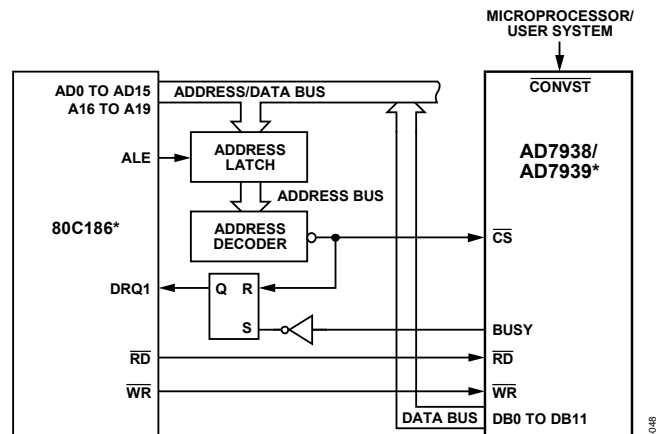 MICROPROCESSOR/
USER SYSTEM
AD0 TO AD15
A16 TO A19
ADDRESS/DATA BUS
CONVST
ALE
ADDRESS
LATCH
AD7938/
AD7939*
ADDRESS BUS
80C186*
ADDRESS
DECODER
CS
DRQ1
Q R
S
BUSY
RD
RD
WR
WR
DATA BUS
DB0 TO DB11
-048